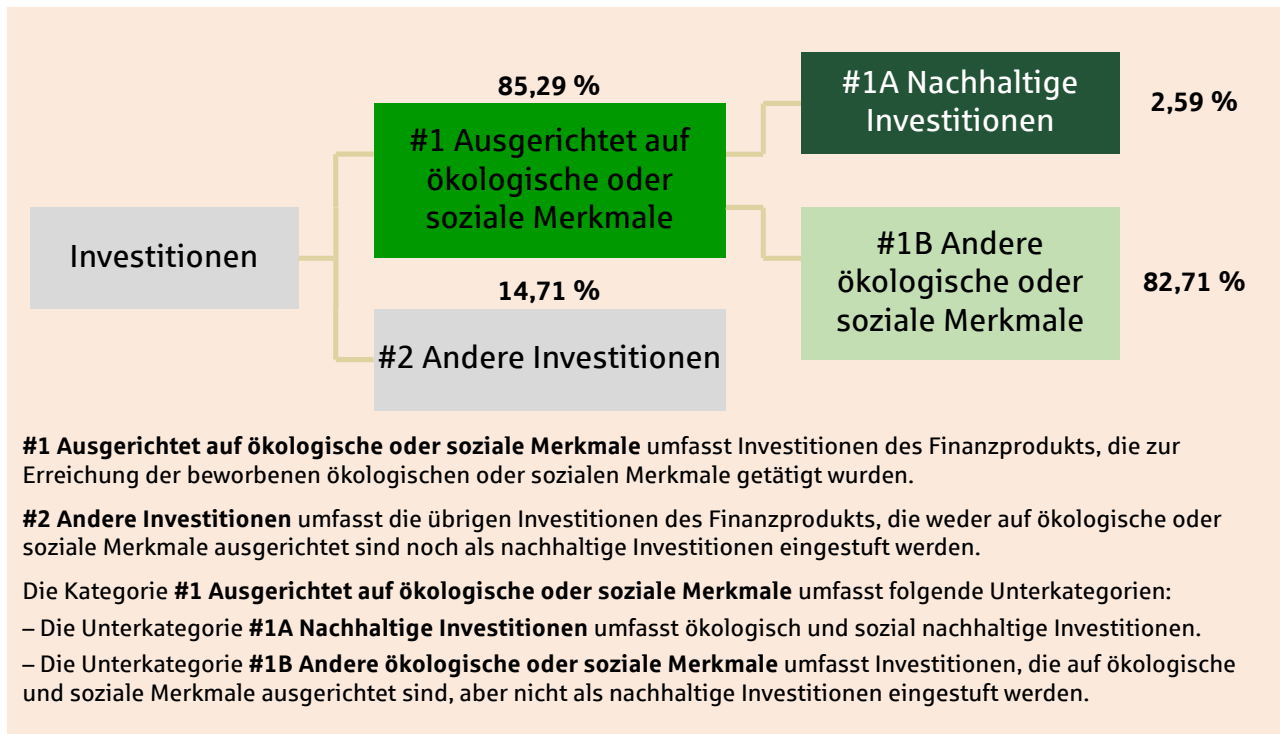 85,29 %
#1 Ausgerichtet auf
ökologische oder
soziale Merkmale
#1A Nachhaltige
Investitionen
2,59 %
Investitionen
#1B Andere
ökologische oder
soziale Merkmale
82,71 %
14,71 %
#2 Andere Investitionen
#1 Ausgerichtet auf ökologische oder soziale Merkmale umfasst Investitionen des Finanzprodukts, die zur
Erreichung der beworbenen ökologischen oder sozialen Merkmale getätigt wurden.
#2 Andere Investitionen umfasst die übrigen Investitionen des Finanzprodukts, die weder auf ökologische oder
soziale Merkmale ausgerichtet sind noch als nachhaltige Investitionen eingestuft werden.
Die Kategorie #1 Ausgerichtet auf ökologische oder soziale Merkmale umfasst folgende Unterkategorien:
– Die Unterkategorie #1A Nachhaltige Investitionen umfasst ökologisch und sozial nachhaltige Investitionen.
– Die Unterkategorie #1B Andere ökologische oder soziale Merkmale umfasst Investitionen, die auf ökologische
und soziale Merkmale ausgerichtet sind, aber nicht als nachhaltige Investitionen eingestuft werden.